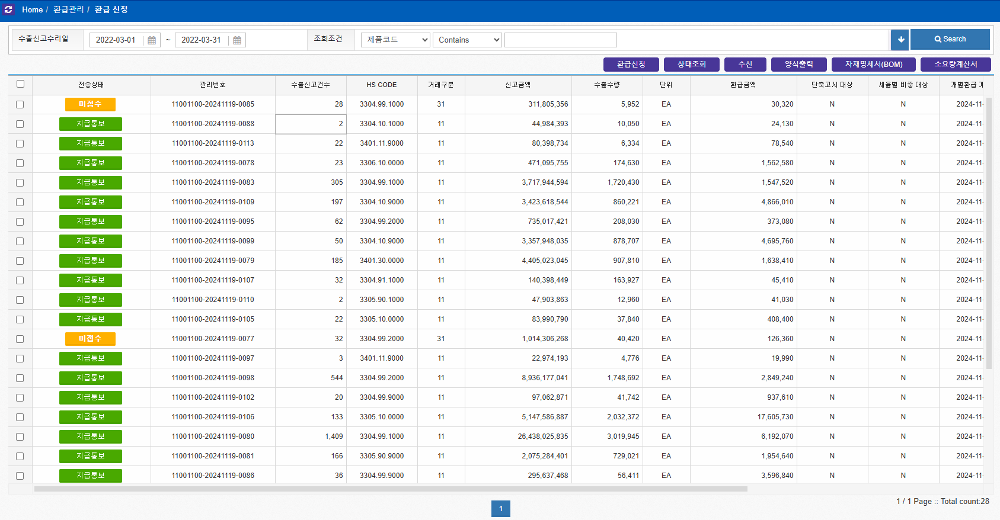 Home / 환급관리 / 환급 신청
수출신고수리일 2022-03-01 ~ 2022-03-31 조회조건 제품코드 Contains Search
환급신청 상태조회 수신 양식출력 자재명세서(BOM) 소요량계산서
전송상태 관리번호 수출신고건수 HS CODE 거래구분 신고금액 수출수량 단위 환급금액 단축고시 대상 세율별 비중 대상 개별환급
미접수 11001100-20241119-0085 28 3304.99.1000 31 311,805,356 5,952 EA 30,320 N N 2024-11-
지급통보 11001100-20241119-0088 2 3304.10.1000 11 44,984,393 10,050 EA 24,130 N N 2024-11-
지급통보 11001100-20241119-0113 22 3401.11.9000 11 80,398,734 6,334 EA 78,540 N N 2024-11-
지급통보 11001100-20241119-0078 23 3306.10.0000 11 471,095,755 174,630 EA 1,562,580 N N 2024-11-
지급통보 11001100-20241119-0083 305 3304.99.1000 11 3,717,944,594 1,720,430 EA 1,547,520 N N 2024-11-
지급통보 11001100-20241119-0109 197 3304.10.9000 11 3,423,618,544 860,221 EA 4,866,010 N N 2024-11-
지급통보 11001100-20241119-0095 62 3304.99.2000 11 735,017,421 208,030 EA 373,080 N N 2024-11-
지급통보 11001100-20241119-0099 50 3304.10.9000 11 3,357,948,035 878,707 EA 4,695,760 N N 2024-11-
지급통보 11001100-20241119-0079 185 3401.30.0000 11 4,405,023,045 907,810 EA 1,638,410 N N 2024-11-
지급통보 11001100-20241119-0107 32 3304.91.1000 11 140,398,449 163,927 EA 45,410 N N 2024-11-
지급통보 11001100-20241119-0110 2 3305.90.1000 11 47,903,863 12,960 EA 41,030 N N 2024-11-
지급통보 11001100-20241119-0105 22 3305.10.0000 11 83,990,790 37,840 EA 408,400 N N 2024-11-
미접수 11001100-20241119-0077 32 3304.99.2000 31 1,014,306,268 40,420 EA 126,360 N N 2024-11-
지급통보 11001100-20241119-0097 3 3401.11.9000 11 22,974,193 4,776 EA 19,990 N N 2024-11-
지급통보 11001100-20241119-0098 544 3304.99.2000 11 8,936,177,041 1,748,692 EA 2,849,240 N N 2024-11-
지급통보 11001100-20241119-0102 20 3304.99.9000 11 97,062,871 41,742 EA 937,610 N N 2024-11-
지급통보 11001100-20241119-0106 133 3305.10.0000 11 5,147,586,887 2,032,372 EA 17,605,730 N N 2024-11-
지급통보 11001100-20241119-0080 1,409 3304.99.1000 11 26,438,025,835 3,019,945 EA 6,192,070 N N 2024-11-
지급통보 11001100-20241119-0081 166 3305.90.9000 11 2,075,284,401 729,021 EA 1,954,640 N N 2024-11-
지급통보 11001100-20241119-0086 36 3304.99.9000 11 295,637,468 56,411 EA 3,596,840 N N 2024-11-
1 / 1 Page :: Total count:28
1